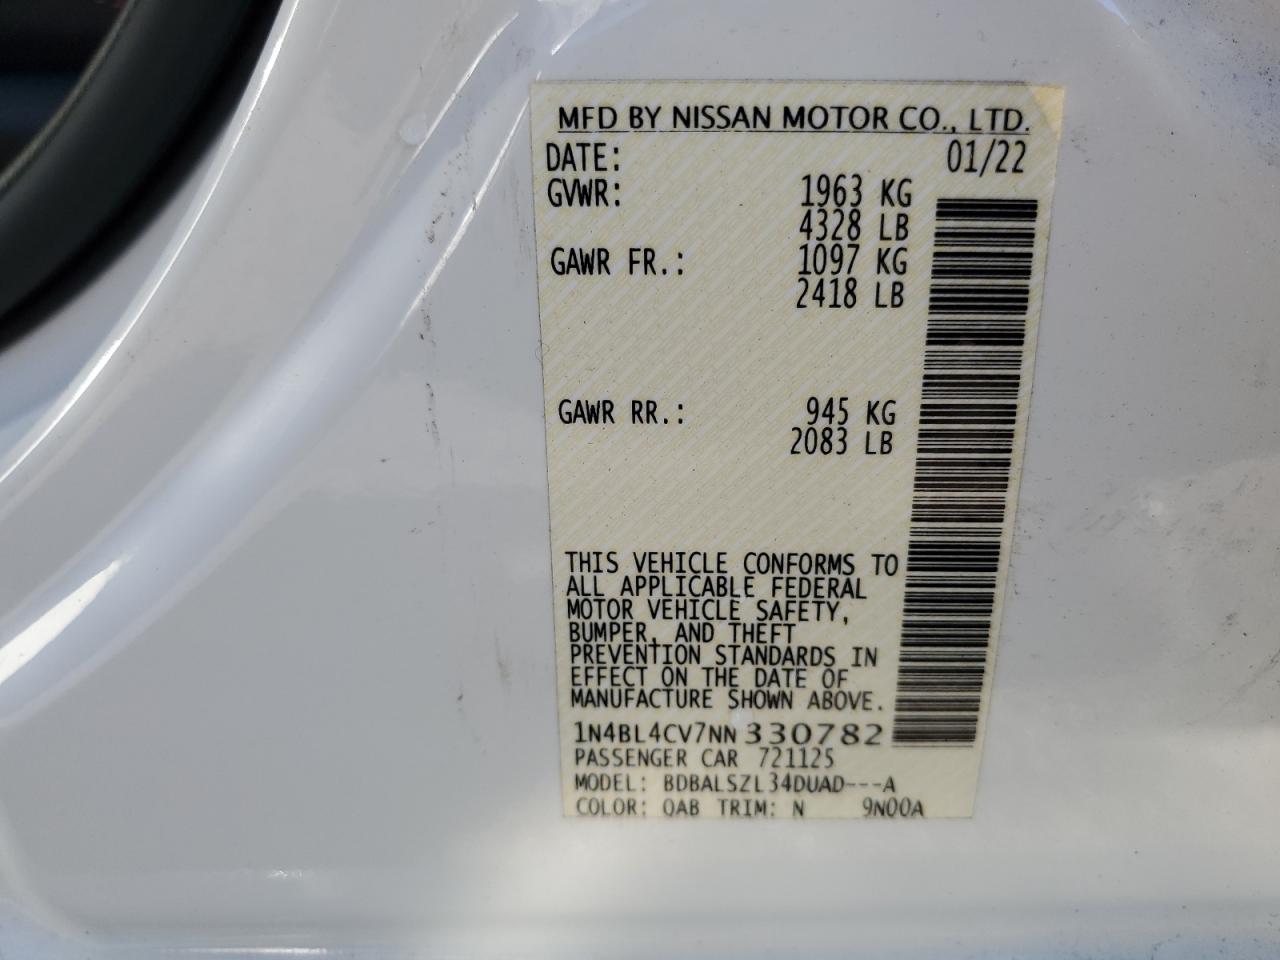 MFD BY NISSAN MOTOR CO., LTD.
DATE: 01/22
GVWR: 1963 KG
4328 LB
GAWR FR.: 1097 KG
2418 LB
GAWR RR.: 945 KG
2083 LB
THIS VEHICLE CONFORMS TO
ALL APPLICABLE FEDERAL
MOTOR VEHICLE SAFETY,
BUMPER, AND THEFT
PREVENTION STANDARDS IN
EFFECT ON THE DATE OF
MANUFACTURE SHOWN ABOVE.
1N4BL4CV7NN330782
PASSENGER CAR 721125
MODEL: BDBALSZL34DUAD---A
COLOR: QAB TRIM: N 9N00A